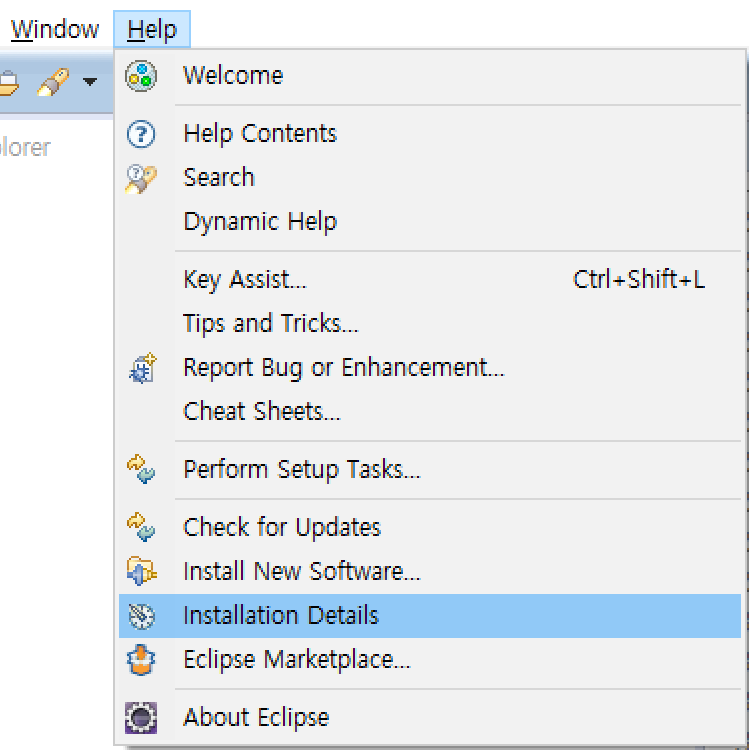 Window Help
Welcome
lorer
Help Contents
Search
Dynamic Help
Key Assist... Ctrl+Shift+L
Tips and Tricks...
Report Bug or Enhancement...
Cheat Sheets...
Perform Setup Tasks...
Check for Updates
Install New Software...
Installation Details
Eclipse Marketplace...
About Eclipse